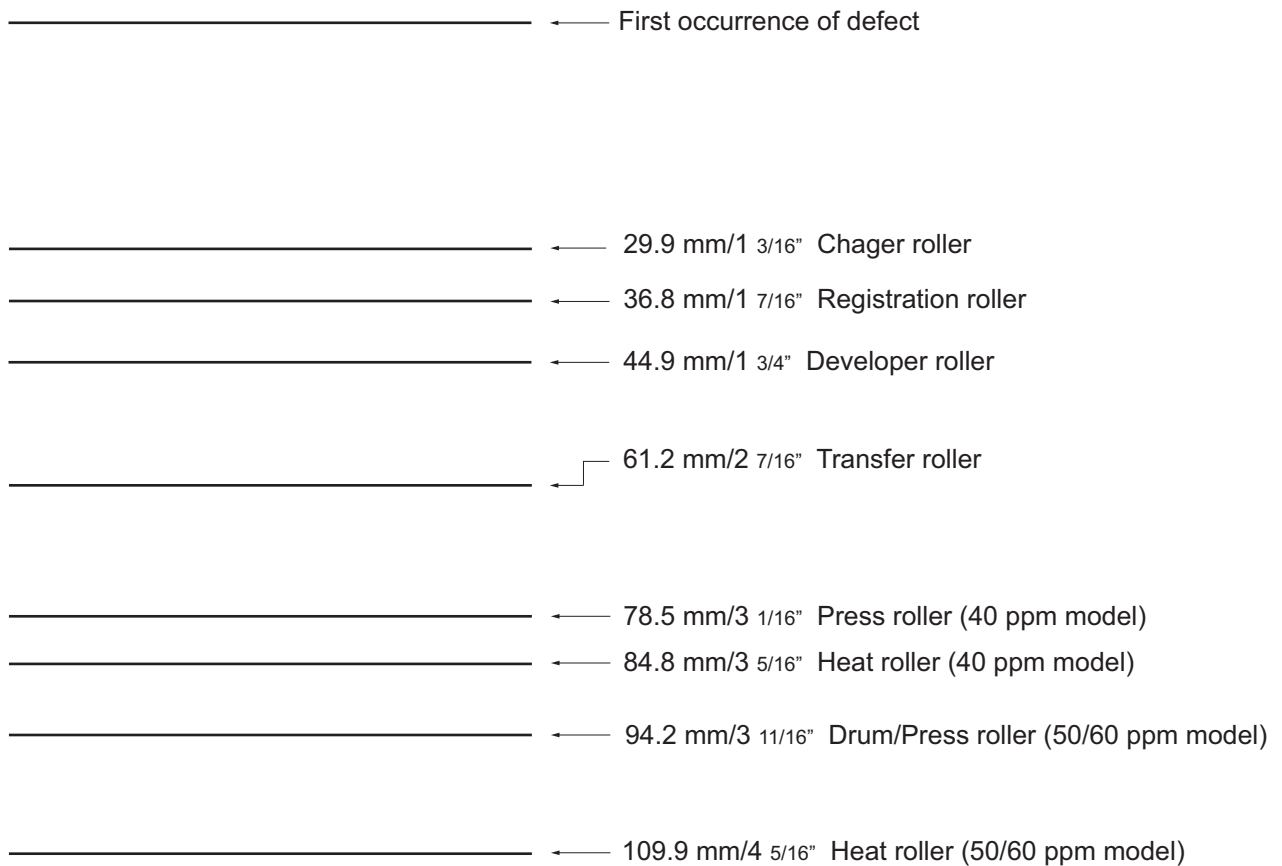 First occurrence of defect
29.9 mm/1 3/16” Chager roller
36.8 mm/1 7/16” Registration roller
44.9 mm/1 3/4” Developer roller
61.2 mm/2 7/16” Transfer roller
78.5 mm/3 1/16” Press roller (40 ppm model)
84.8 mm/3 5/16” Heat roller (40 ppm model)
94.2 mm/3 11/16” Drum/Press roller (50/60 ppm model)
109.9 mm/4 5/16” Heat roller (50/60 ppm model)